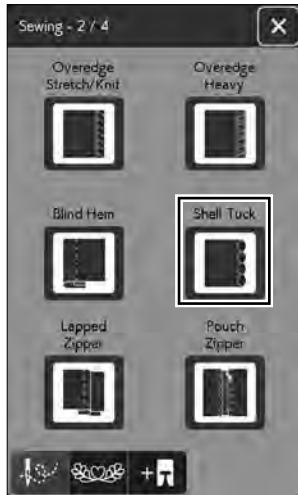 Sewing - 2 / 4
Overedge
Stretch/Knit
Overedge
Heavy
Blind Hem
Shell Tuck
Lapped
Zipper
Pouch
Zipper